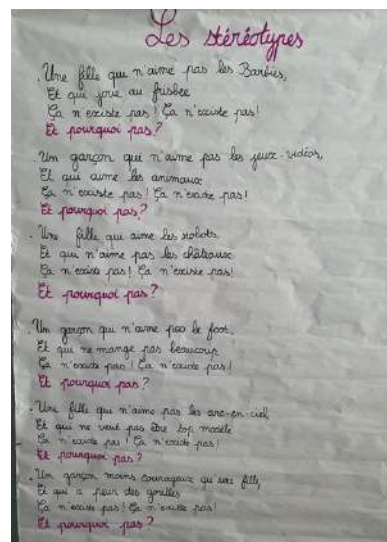 Les stéréotypes
. Une fille qui n'aime pas les Barbies,
Et qui joue au frisbee
Ça n'existe pas ! Ça n'existe pas !
Et pourquoi pas ?
. Un garçon qui n'aime pas les jeux-vidéos,
Et qui aime les animaux
Ça n'existe pas ! Ça n'existe pas !
Et pourquoi pas ?
. Une fille qui aime les robots
Et qui n'aime pas les châteaux
Ça n'existe pas ! Ça n'existe pas !
Et pourquoi pas ?
. Un garçon qui n'aime pas le foot,
Et qui ne mange pas beaucoup
Ça n'existe pas ! Ça n'existe pas !
Et pourquoi pas ?
. Une fille qui n'aime pas les arc-en-ciel
Et qui ne veut pas être top modèle
Ça n'existe pas ! Ça n'existe pas !
Et pourquoi pas ?
. Un garçon moins courageux qu'une fille,
Et qui a peur des gorilles
Ça n'existe pas ! Ça n'existe pas !
Et pourquoi pas ?